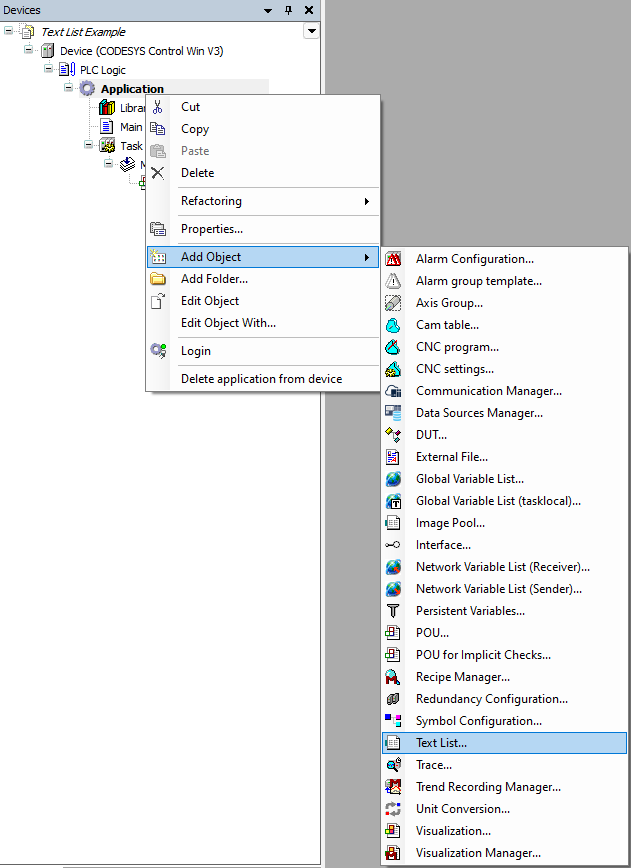 Devices
Text List Example
Device (CODESYS Control Win V3)
PLC Logic
Application
Main
Task
Cut
Copy
Paste
Delete
Refactoring
Properties...
Add Object
Add Folder...
Edit Object
Edit Object With...
Login
Delete application from device
Alarm Configuration...
Alarm group template...
Axis Group...
Cam table...
CNC program...
CNC settings...
Communication Manager...
Data Sources Manager...
DUT...
External File...
Global Variable List...
Global Variable List (tasklocal)...
Image Pool...
Interface...
Network Variable List (Receiver)...
Network Variable List (Sender)...
Persistent Variables...
POU...
POU for Implicit Checks...
Recipe Manager...
Redundancy Configuration...
Symbol Configuration...
Text List...
Trace...
Trend Recording Manager...
Unit Conversion...
Visualization...
Visualization Manager...